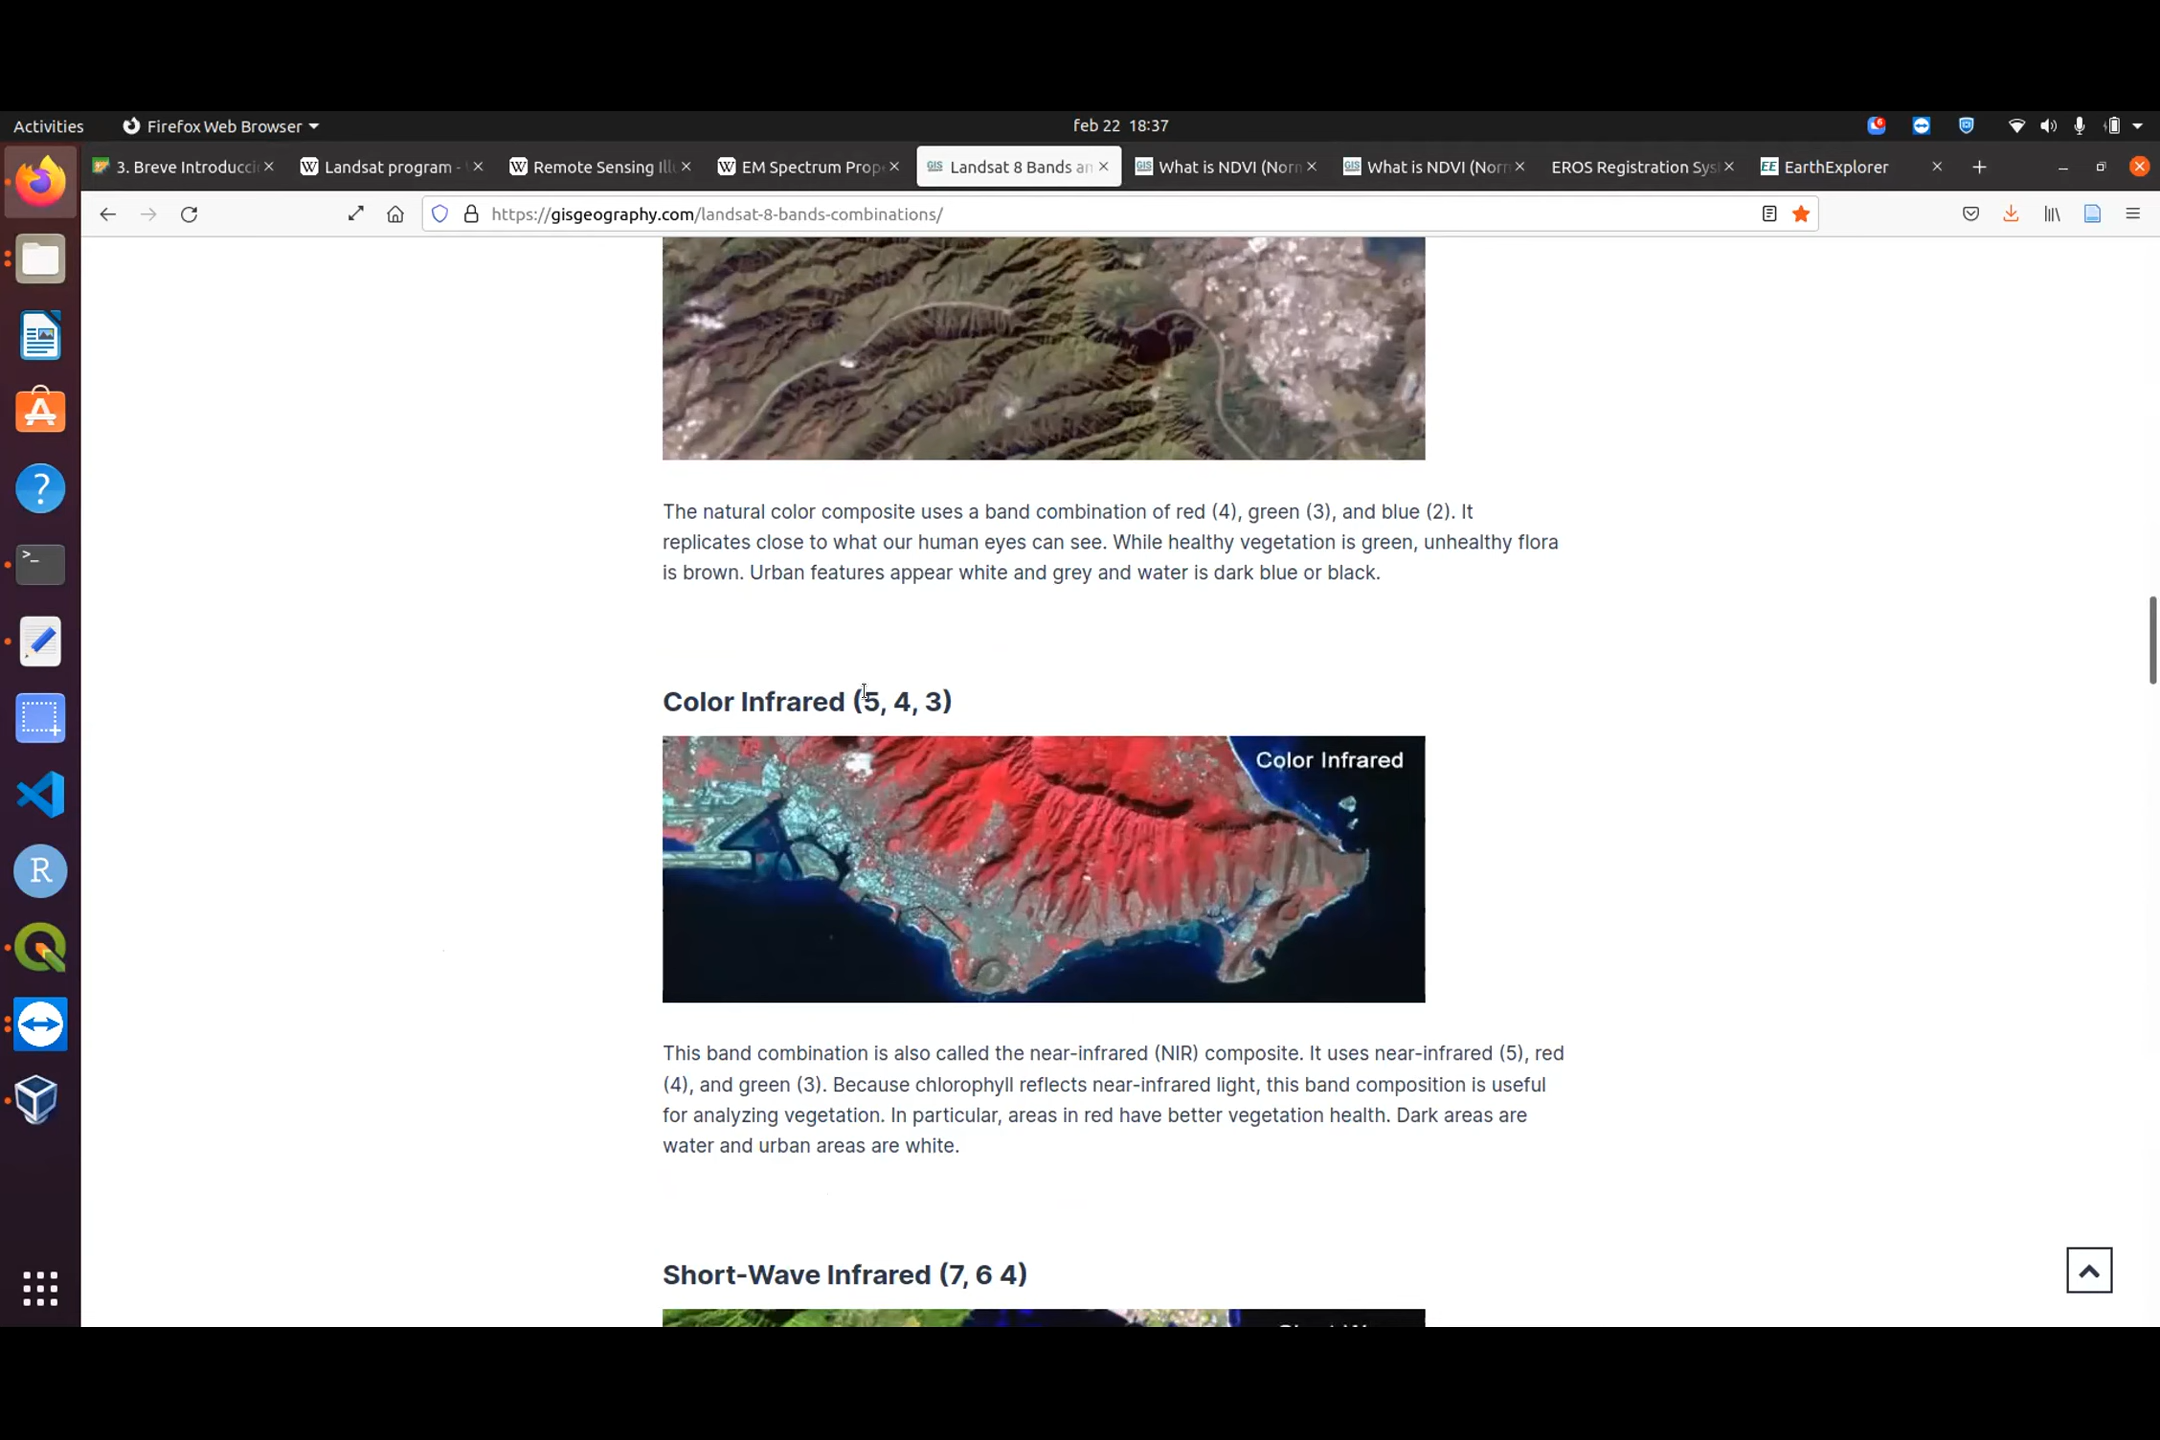 Activities
Firefox Web Browser
feb 22 18:37
3. Breve Introducci
Landsat program -
Remote Sensing Ill
EM Spectrum Prop
GIS
Landsat 8 Bands an
GIS
What is NDVI (Norm
GIS
What is NDVI (Norm
EROS Registration Sys
EE
EarthExplorer
https://gisgeography.com/landsat-8-bands-combinations/
The natural color composite uses a band combination of red (4), green (3), and blue (2). It
replicates close to what our human eyes can see. While healthy vegetation is green, unhealthy flora
is brown. Urban features appear white and grey and water is dark blue or black.
Color Infrared (5, 4, 3)
Color Infrared
This band combination is also called the near-infrared (NIR) composite. It uses near-infrared (5), red
(4), and green (3). Because chlorophyll reflects near-infrared light, this band composition is useful
for analyzing vegetation. In particular, areas in red have better vegetation health. Dark areas are
water and urban areas are white.
Short-Wave Infrared (7, 6 4)